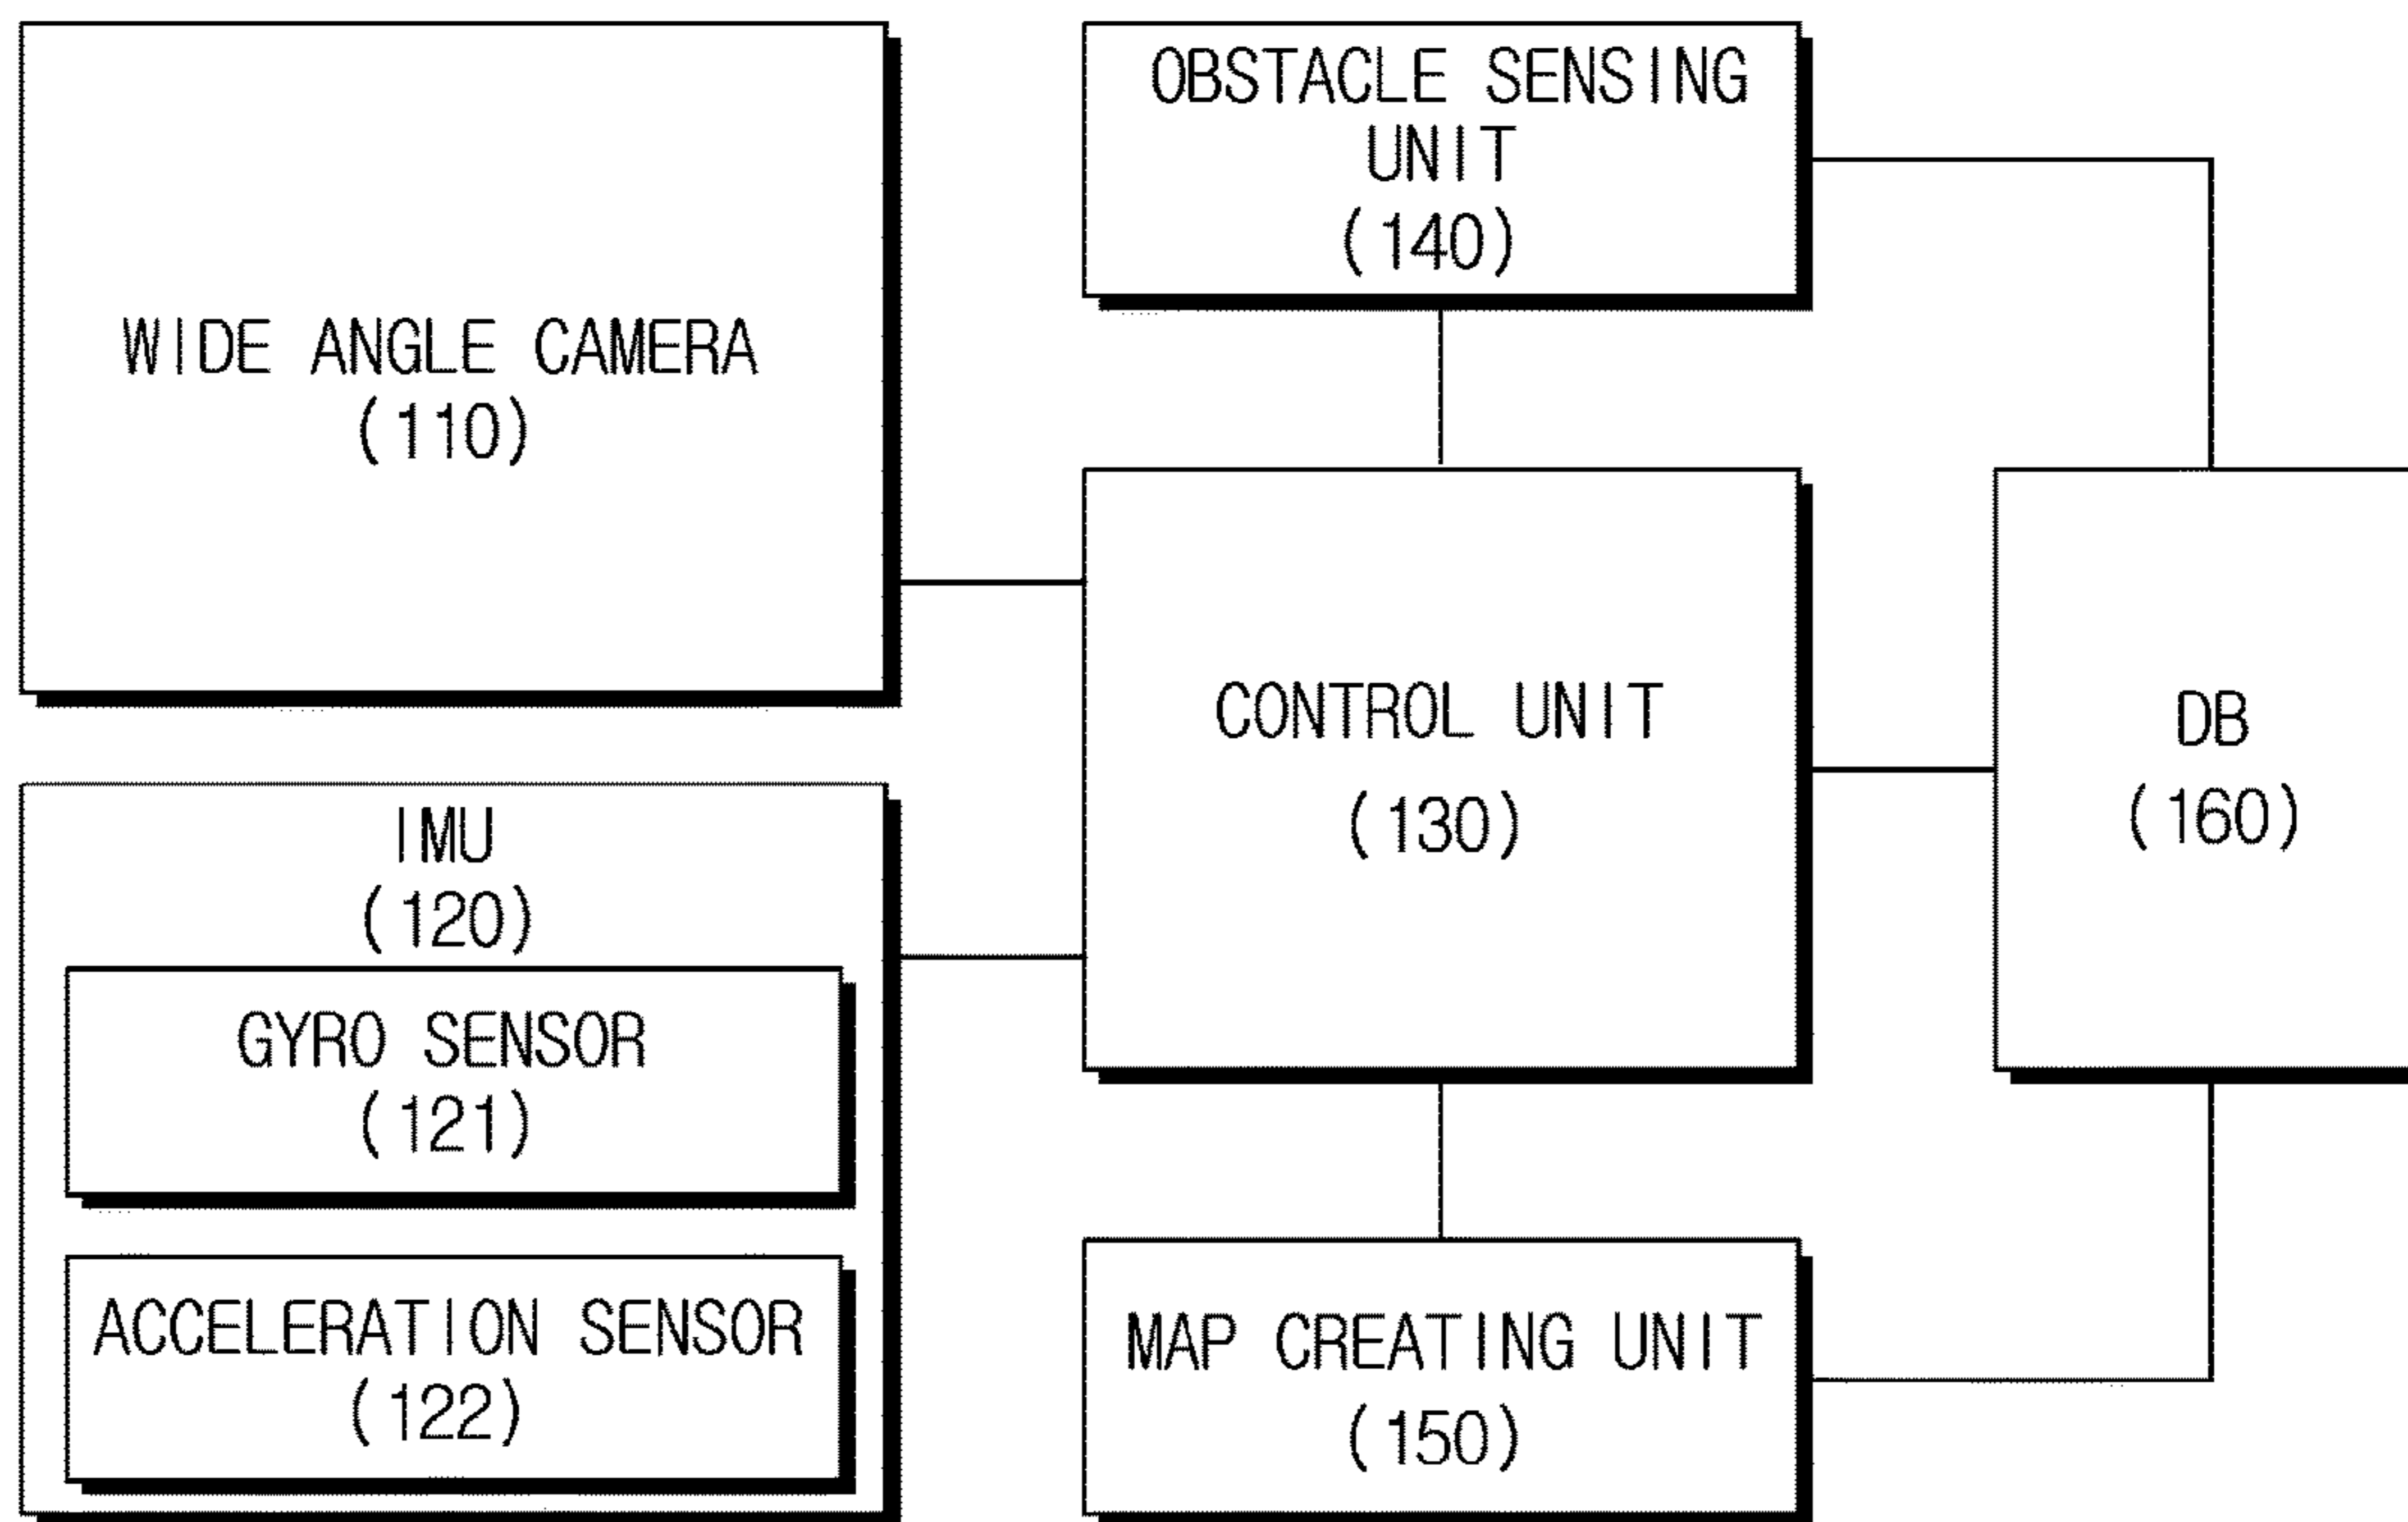 WIDE ANGLE CAMERA
(110)
OBSTACLE SENSING
UNIT
(140)
CONTROL UNIT
(130)
DB
(160)
IMU
(120)
GYRO SENSOR
(121)
ACCELERATION SENSOR
(122)
MAP CREATING UNIT
(150)